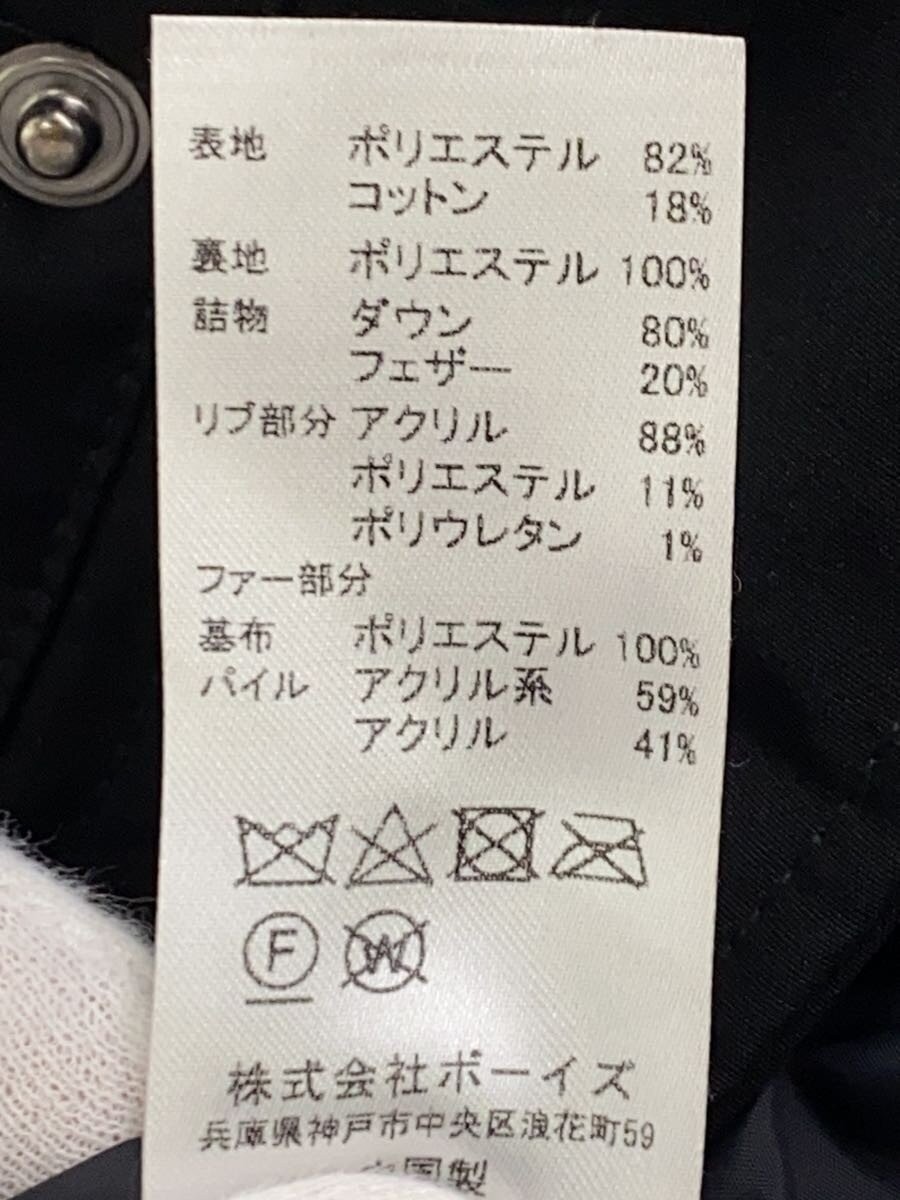 表地 ポリエステル 82%
コットン 18%
裏地 ポリエステル 100%
詰物 ダウン 80%
フェザー 20%
リブ部分 アクリル 88%
ポリエステル 11%
ポリウレタン 1%
ファー部分
基布 ポリエステル 100%
パイル アクリル系 59%
アクリル 41%
F W
株式会社ボーイズ
兵庫県神戸市中央区浪花町59
中国製